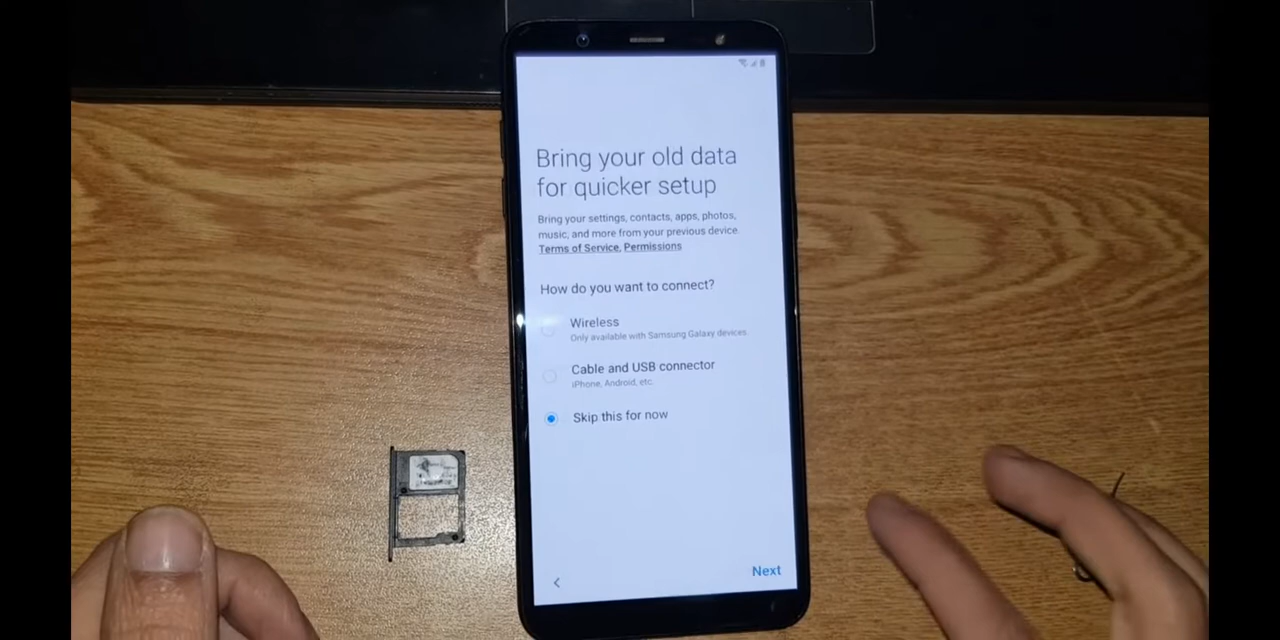 Bring your old data
for quicker setup
Bring your settings, contacts, apps, photos,
music, and more from your previous device.
Terms of Service, Permissions
How do you want to connect?
Wireless
Only available with Samsung Galaxy devices.
Cable and USB connector
iPhone, Android, etc.
Skip this for now
Next